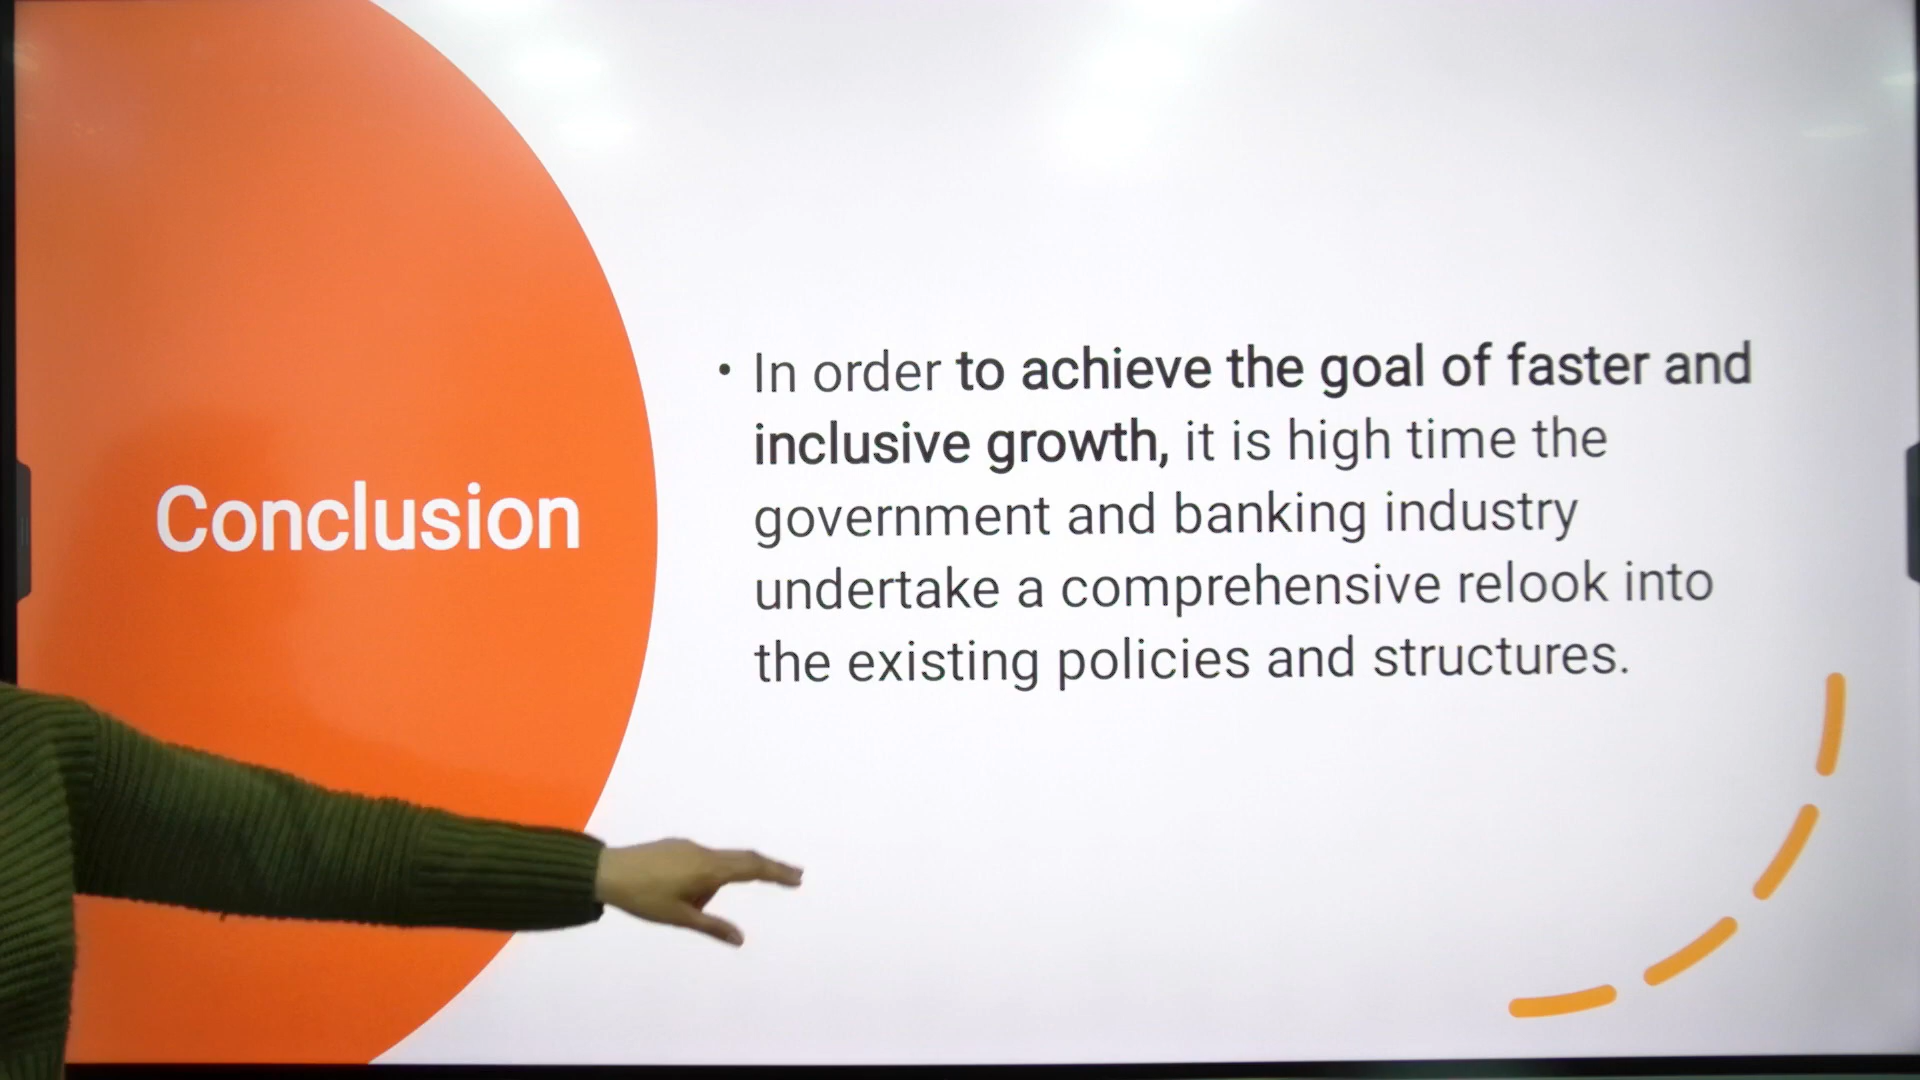 Conclusion
• In order to achieve the goal of faster and
inclusive growth, it is high time the
government and banking industry
undertake a comprehensive relook into
the existing policies and structures.